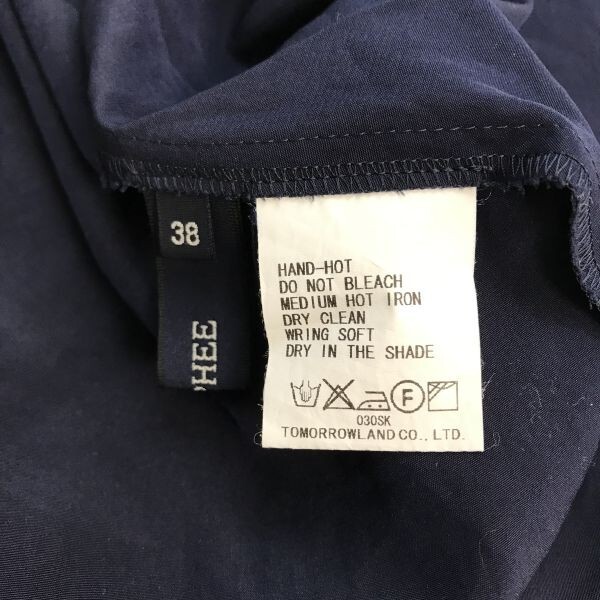 38
PHEE
HAND-HOT
DO NOT BLEACH
MEDIUM HOT IRON
DRY CLEAN
WRING SOFT
DRY IN THE SHADE
F
030SK
TOMORROWLAND CO., LTD.